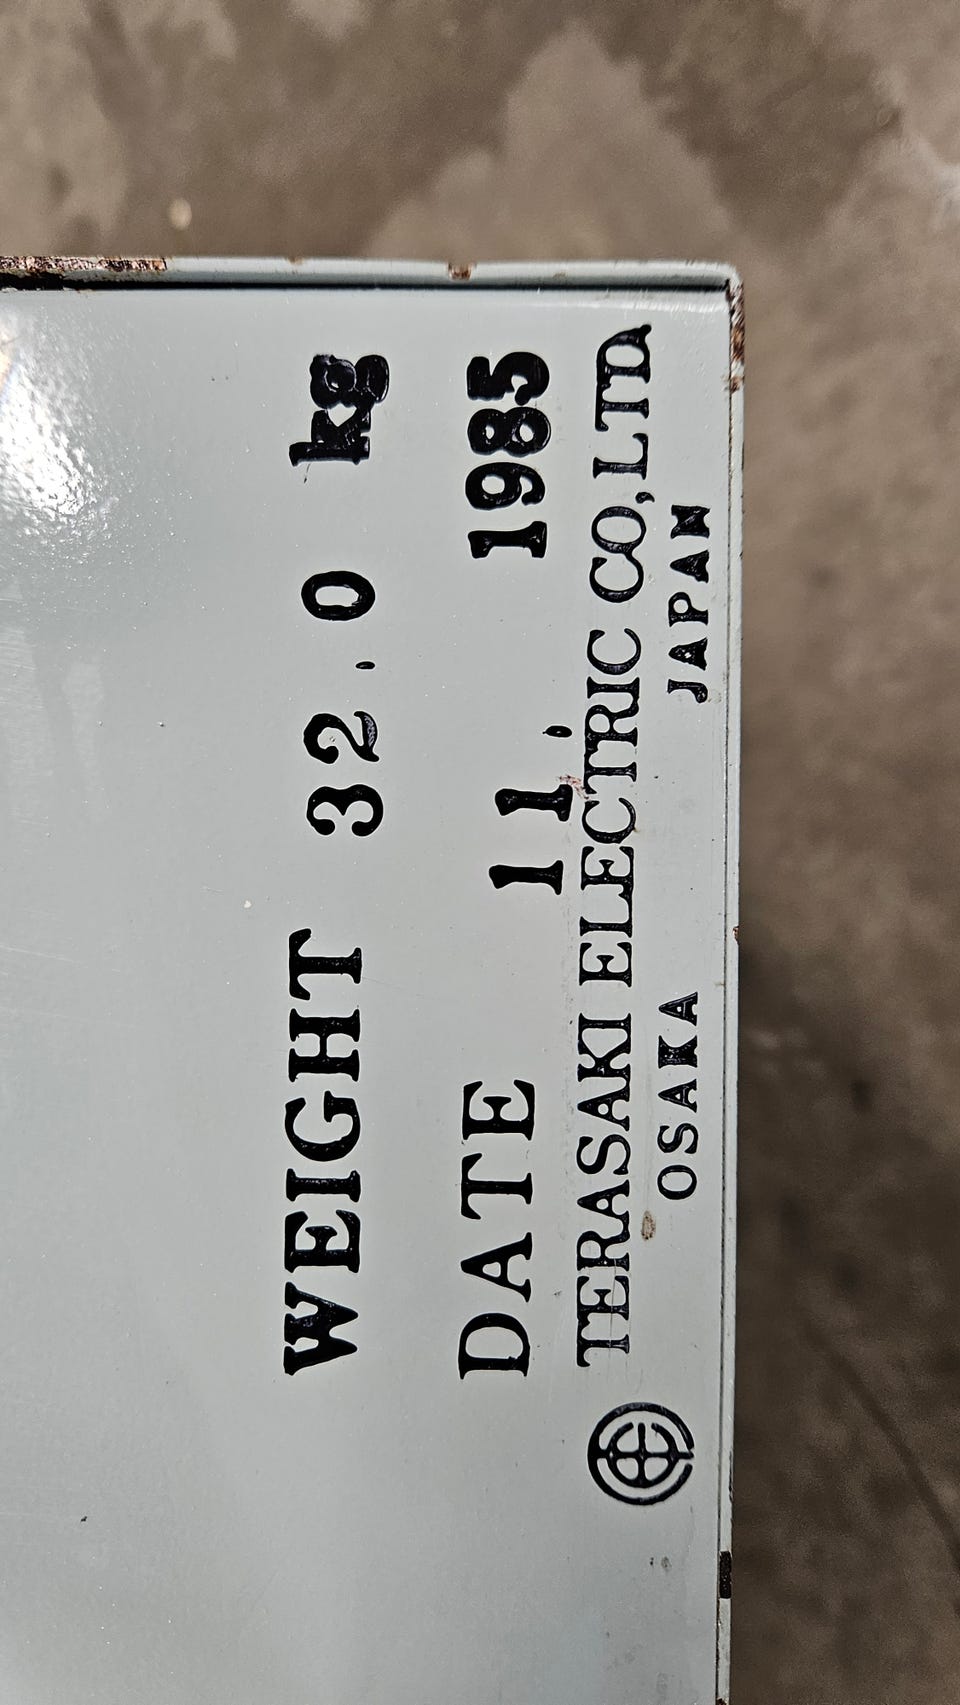 WEIGHT 32.0 kg
DATE 11. 1985
TERASAKI ELECTRIC CO,LTD
OSAKA JAPAN